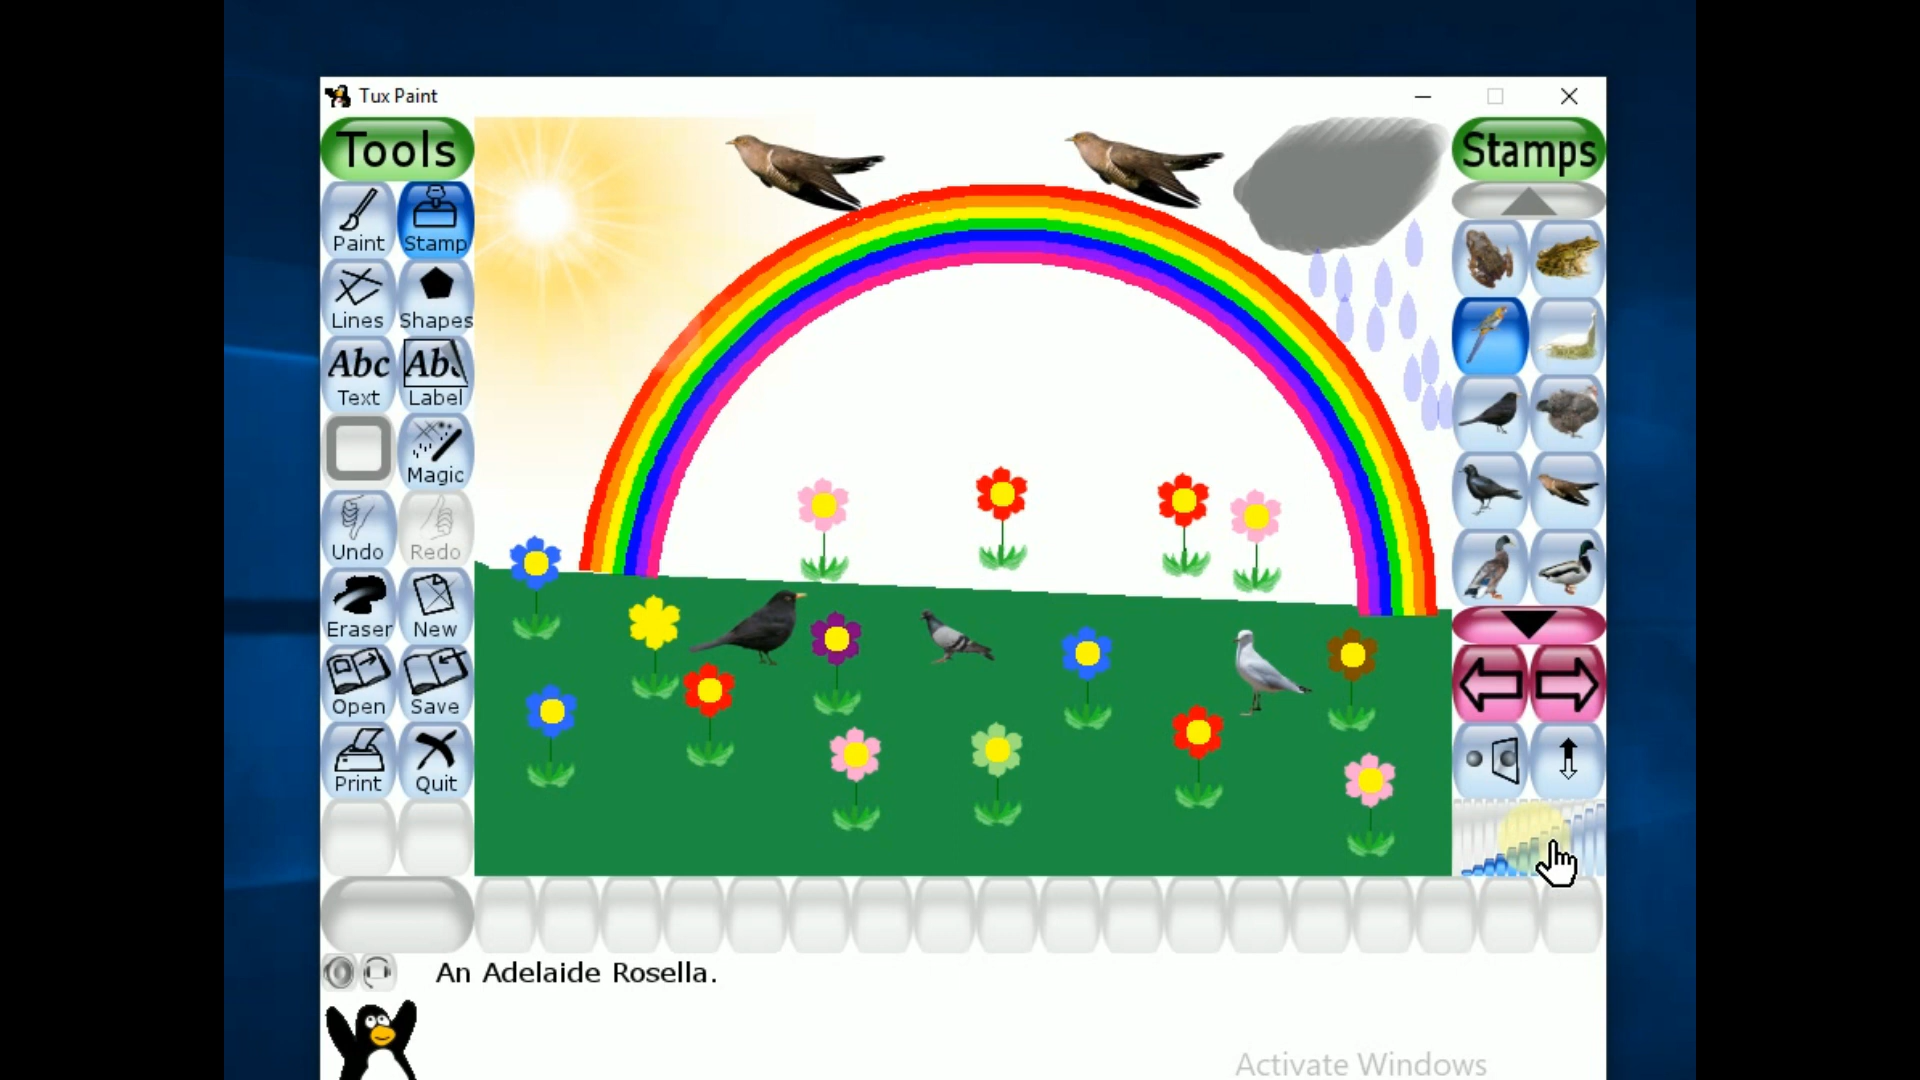 Tux Paint
Tools
Stamps
Paint
Stamp
Lines
Shapes
Abc
Abc
Text
Label
Magic
Undo
Redo
Eraser
New
Open
Save
Print
Quit
An Adelaide Rosella.
Activate Windows